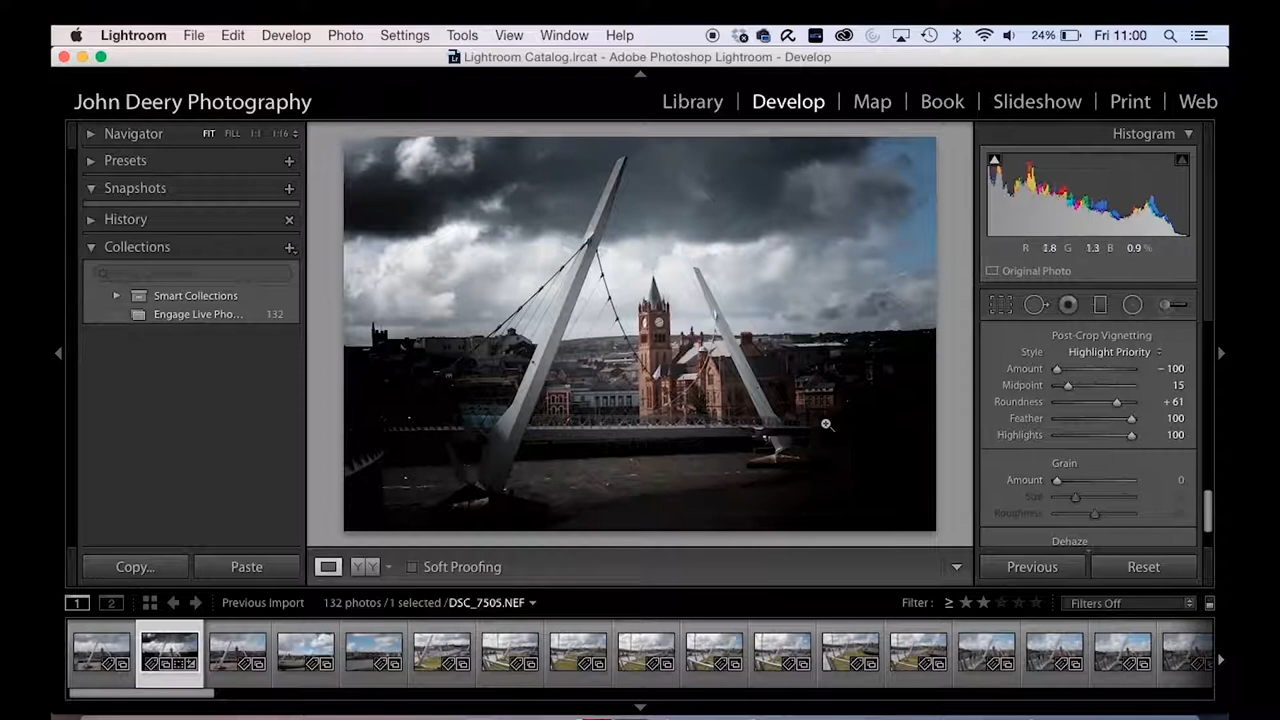 Lightroom File Edit Develop Photo Settings Tools View Window Help 24% Fri 11:00
Lightroom Catalog.lrcat - Adobe Photoshop Lightroom - Develop
John Deery Photography Library | Develop | Map | Book | Slideshow | Print | Web
Navigator FIT FILL 1:1 1:16
Presets
Snapshots
History
Collections
Smart Collections
Engage Live Pho... 132
Copy... Paste
Soft Proofing
Histogram
R 1.8 G 1.3 B 0.9 %
Original Photo
Post-Crop Vignetting
Style Highlight Priority
Amount - 100
Midpoint 15
Roundness + 61
Feather 100
Highlights 100
Grain
Amount 0
Size
Roughness
Dehaze
Previous Reset
1 2 Previous Import 132 photos / 1 selected / DSC_7505.NEF Filter : ≥ Filters Off